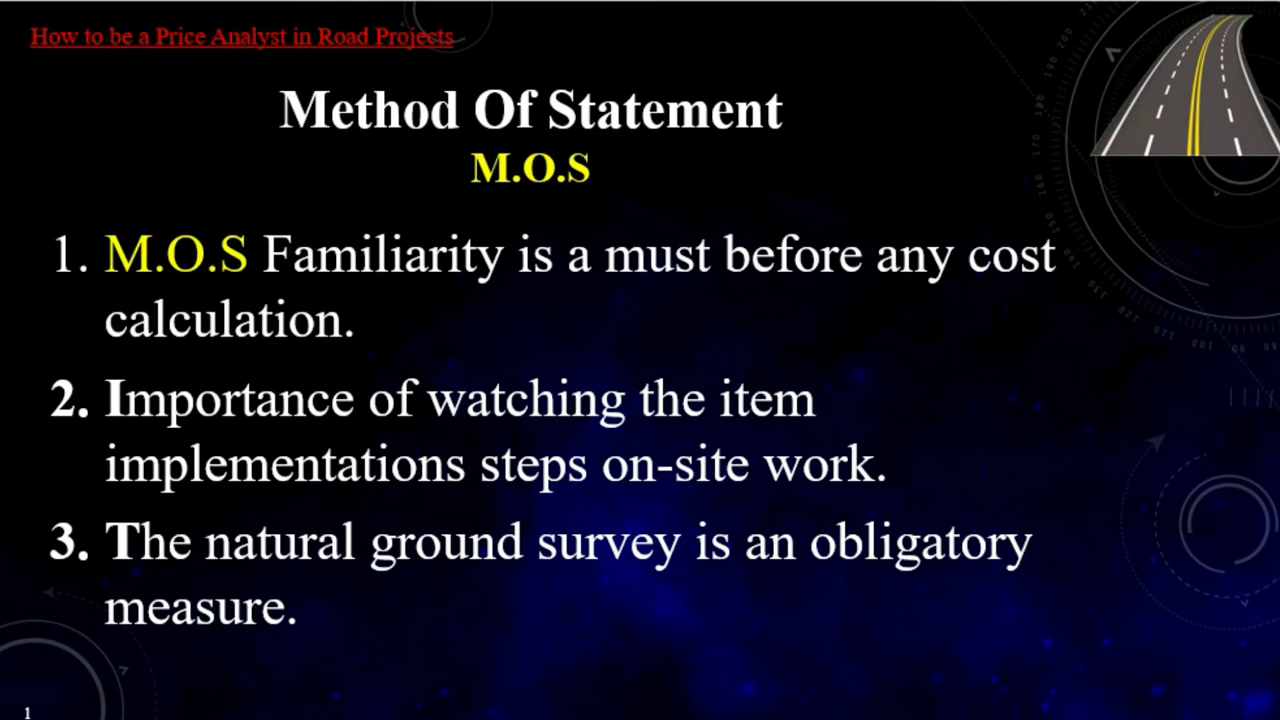 How to be a Price Analyst in Road Projects
Method Of Statement
M.O.S
1. M.O.S Familiarity is a must before any cost
calculation.
2. Importance of watching the item
implementations steps on-site work.
3. The natural ground survey is an obligatory
measure.
1